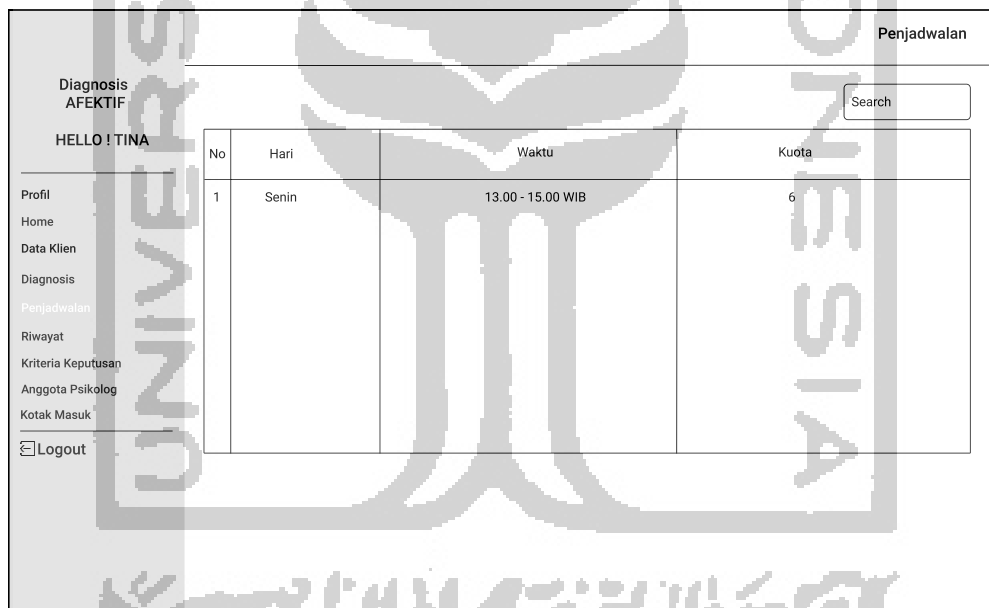 Penjadwalan
Diagnosis
AFEKTIF
HELLO ! TINA
Profil
Home
Data Klien
Diagnosis
Penjadwalan
Riwayat
Kriteria Keputusan
Anggota Psikolog
Kotak Masuk
Logout
Search
No Hari Waktu Kuota
1 Senin 13.00 - 15.00 WIB 6